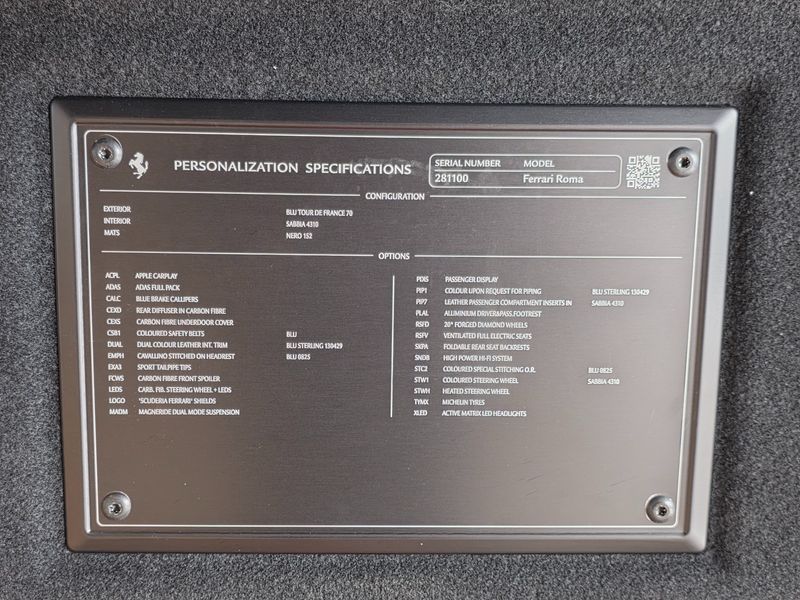 PERSONALIZATION SPECIFICATIONS
SERIAL NUMBER MODEL
281100 Ferrari Roma
CONFIGURATION
EXTERIOR BLU TOUR DE FRANCE 70
INTERIOR SABBIA 4310
MATS NERO 152
OPTIONS
ACPL APPLE CARPLAY
ADAS ADAS FULL PACK
CALC BLUE BRAKE CALLIPERS
CEXD REAR DIFFUSER IN CARBON FIBRE
CEXS CARBON FIBRE UNDERDOOR COVER
CSB1 COLOURED SAFETY BELTS BLU
DUAL DUAL COLOUR LEATHER INT. TRIM BLU STERLING 130429
EMPH CAVALLINO STITCHED ON HEADREST BLU 0825
EXA3 SPORT TAILPIPE TIPS
FCWS CARBON FIBRE FRONT SPOILER
LEDS CARB. FIB. STEERING WHEEL + LEDS
LOGO "SCUDERIA FERRARI" SHIELDS
MADM MAGNERIDE DUAL MODE SUSPENSION
PDIS PASSENGER DISPLAY
PIP1 COLOUR UPON REQUEST FOR PIPING BLU STERLING 130429
PIP7 LEATHER PASSENGER COMPARTMENT INSERTS IN SABBIA 4310
PLAL ALUMINIUM DRIVER&PASS.FOOTREST
RSFD 20" FORGED DIAMOND WHEELS
RSFV VENTILATED FULL ELECTRIC SEATS
SXPA FOLDABLE REAR SEAT BACKRESTS
SNDB HIGH POWER HI-FI SYSTEM
STC2 COLOURED SPECIAL STITCHING O.R. BLU 0825
STW1 COLOURED STEERING WHEEL SABBIA 4310
STWH HEATED STEERING WHEEL
TYMX MICHELIN TYRES
XLED ACTIVE MATRIX LED HEADLIGHTS